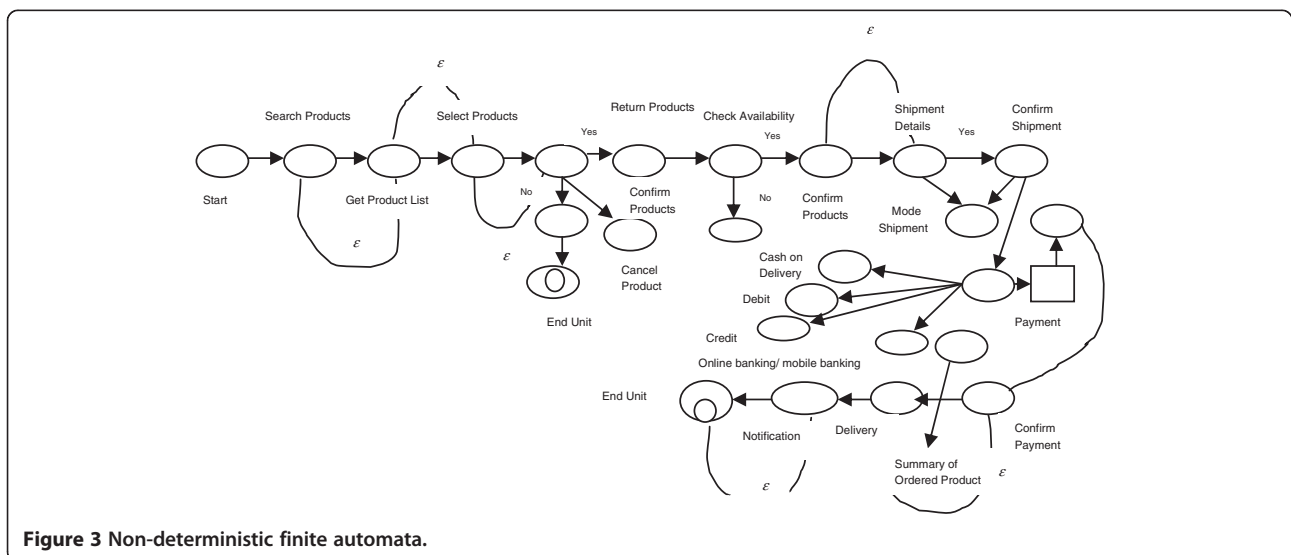 ε
ε
Return Products
Search Products
Select Products
Check Availability
Shipment
Details
Confirm
Shipment
Yes
Yes
Yes
Start
Get Product List
No
Confirm
Products
No
Confirm
Products
Mode
Shipment
ε
ε
Cancel
Product
Cash on
Delivery
Debit
End Unit
Payment
Credit
Online banking/ mobile banking
End Unit
Notification
Delivery
Confirm
Payment
Summary of
Ordered Product
ε
ε
Figure 3 Non-deterministic finite automata.